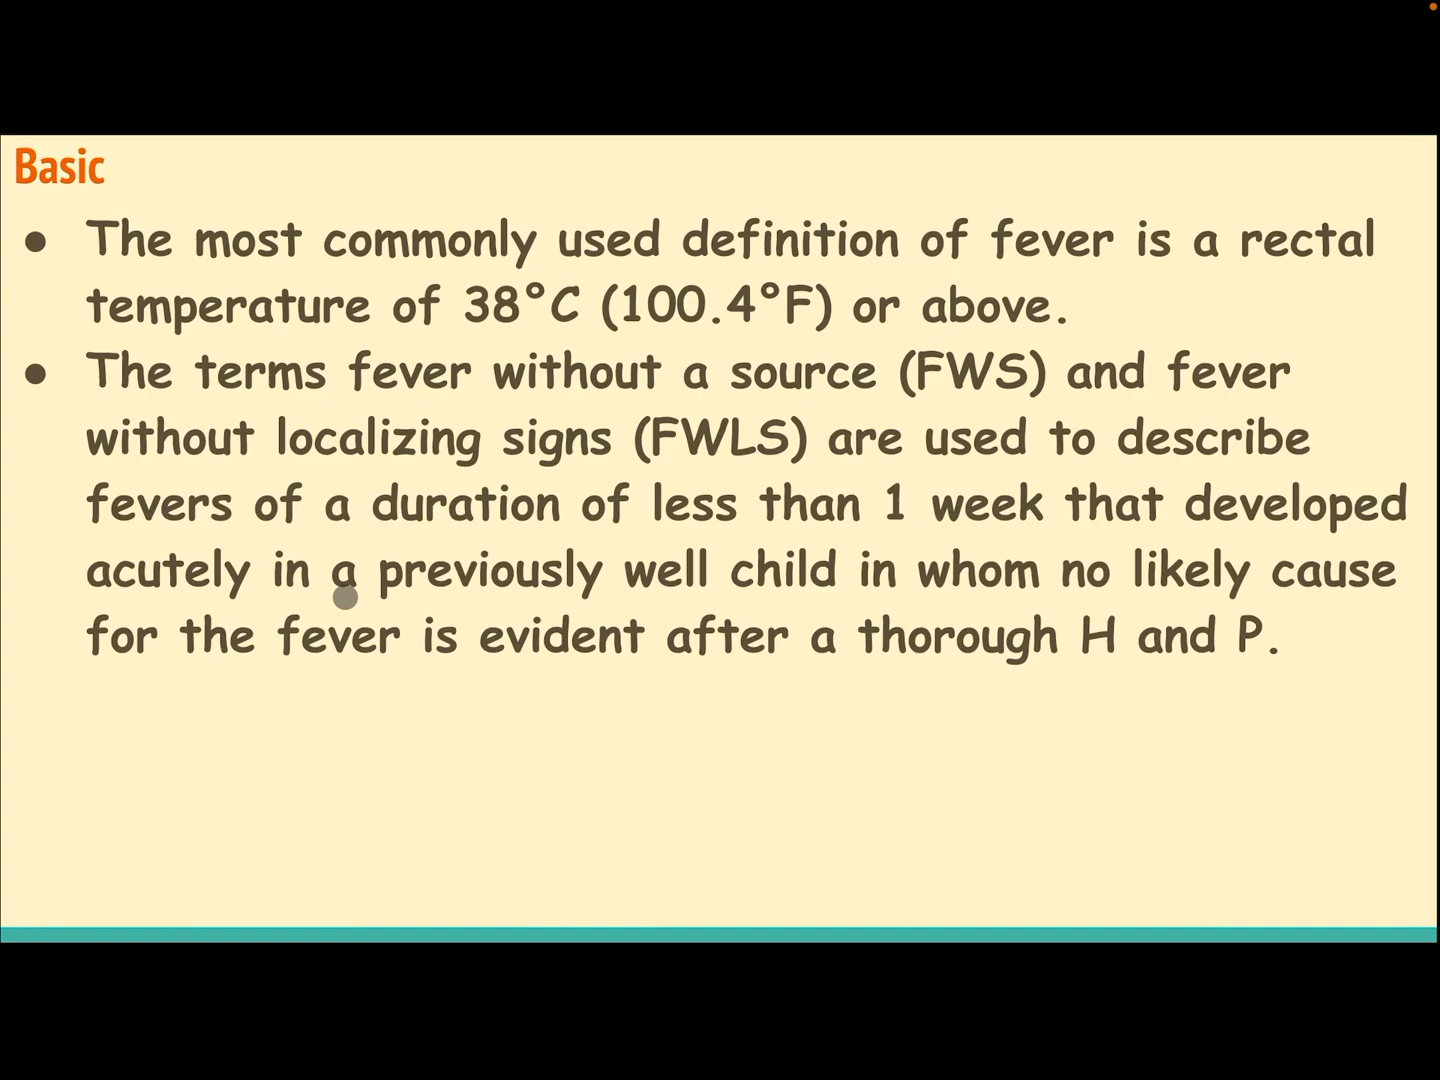 Basic
● The most commonly used definition of fever is a rectal
temperature of 38°C (100.4°F) or above.
● The terms fever without a source (FWS) and fever
without localizing signs (FWLS) are used to describe
fevers of a duration of less than 1 week that developed
acutely in a previously well child in whom no likely cause
for the fever is evident after a thorough H and P.